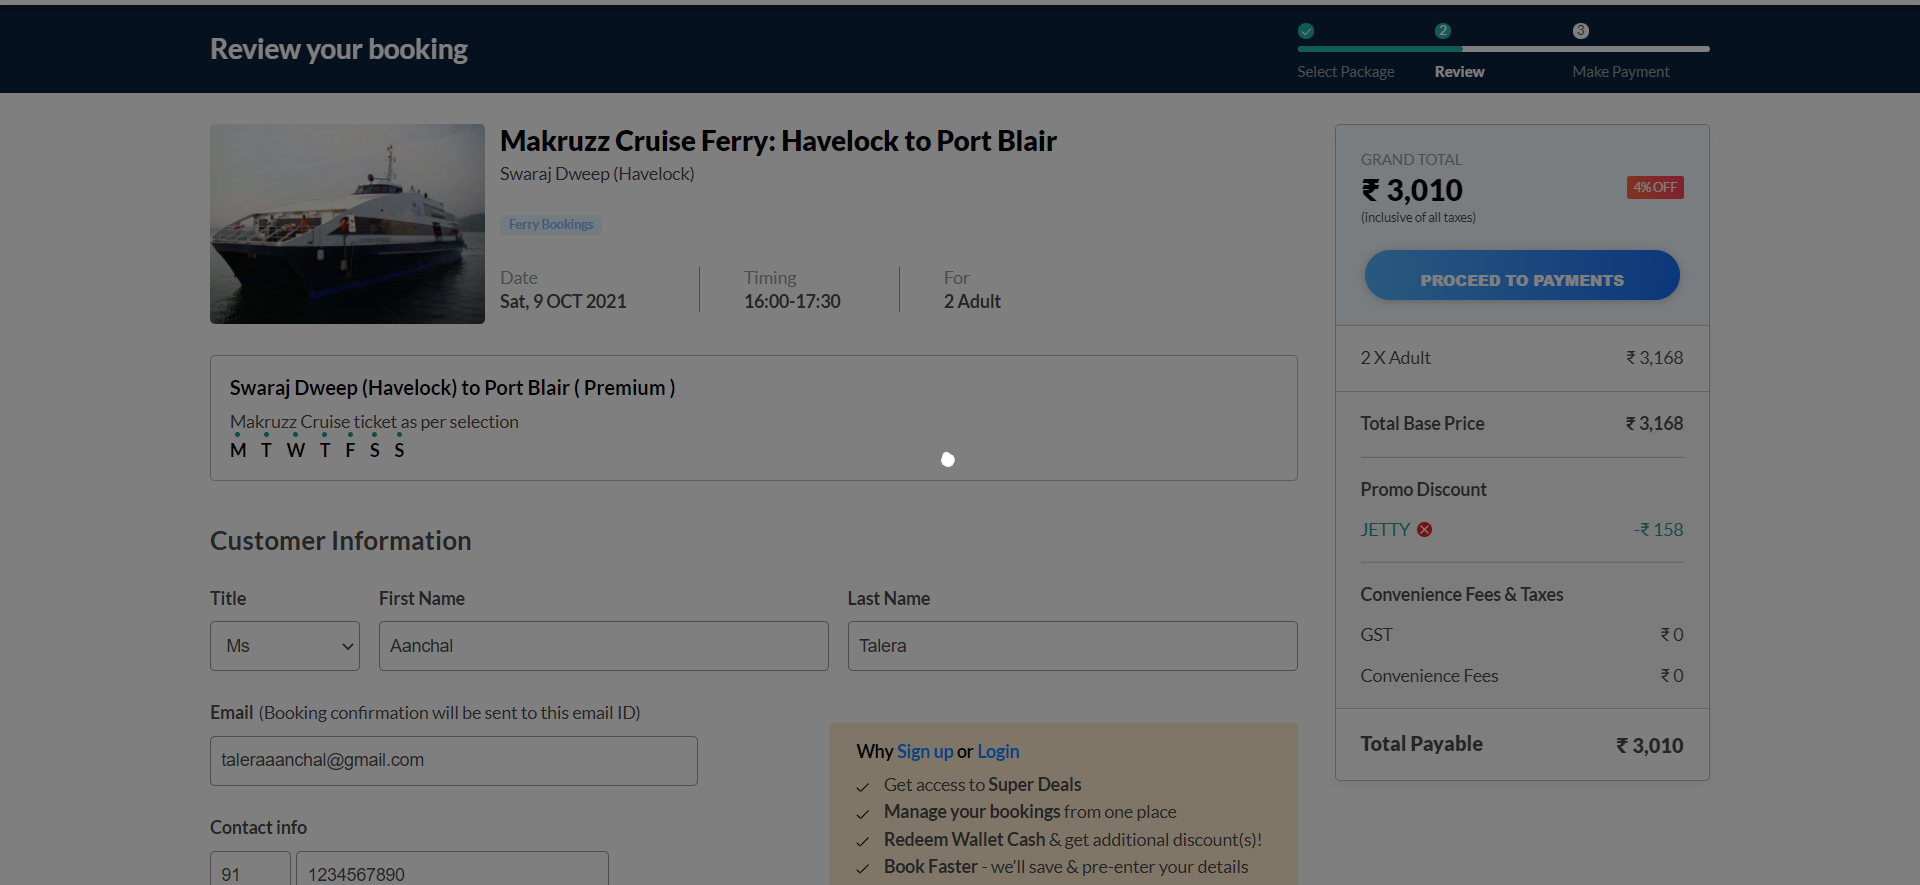 Review your booking
2
3
Select Package
Review
Make Payment
Makruzz Cruise Ferry: Havelock to Port Blair
Swaraj Dweep (Havelock)
Ferry Bookings
Date
Timing
For
Sat, 9 OCT 2021
16:00-17:30
2 Adult
Swaraj Dweep (Havelock) to Port Blair ( Premium )
Makruzz Cruise ticket as per selection
M T W T F S S
Customer Information
Title
First Name
Last Name
Ms
Aanchal
Talera
Email (Booking confirmation will be sent to this email ID)
taleraaanchal@gmail.com
Contact info
91
1234567890
Why Sign up or Login
Get access to Super Deals
Manage your bookings from one place
Redeem Wallet Cash & get additional discount(s)!
Book Faster - we'll save & pre-enter your details
GRAND TOTAL
₹ 3,010
4% OFF
(inclusive of all taxes)
PROCEED TO PAYMENTS
2 X Adult ₹ 3,168
Total Base Price ₹ 3,168
Promo Discount
JETTY -₹ 158
Convenience Fees & Taxes
GST ₹ 0
Convenience Fees ₹ 0
Total Payable ₹ 3,010